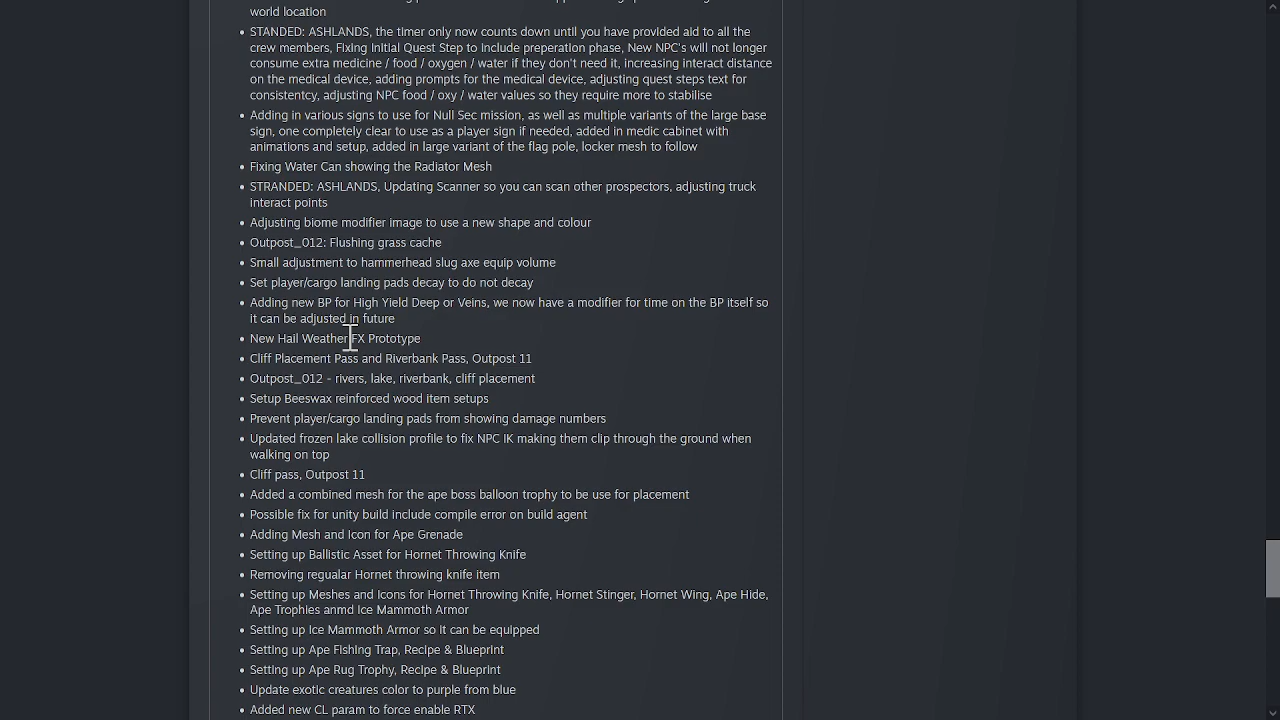 world location
• STANDED: ASHLANDS, the timer only now counts down until you have provided aid to all the
crew members, Fixing Initial Quest Step to include preperation phase, New NPC's will not longer
consume extra medicine / food / oxygen / water if they don't need it, increasing interact distance
on the medical device, adding prompts for the medical device, adjusting quest steps text for
consistency, adjusting NPC food / oxy / water values so they require more to stabilise
• Adding in various signs to use for Null Sec mission, as well as multiple variants of the large base
sign, one completely clear to use as a player sign if needed, added in medic cabinet with
animations and setup, added in large variant of the flag pole, locker mesh to follow
• Fixing Water Can showing the Radiator Mesh
• STRANDED: ASHLANDS, Updating Scanner so you can scan other prospectors, adjusting truck
interact points
• Adjusting biome modifier image to use a new shape and colour
• Outpost_012: Flushing grass cache
• Small adjustment to hammerhead slug axe equip volume
• Set player/cargo landing pads decay to do not decay
• Adding new BP for High Yield Deep or Veins, we now have a modifier for time on the BP itself so
it can be adjusted in future
• New Hail Weather FX Prototype
• Cliff Placement Pass and Riverbank Pass, Outpost 11
• Outpost_012 - rivers, lake, riverbank, cliff placement
• Setup Beeswax reinforced wood item setups
• Prevent player/cargo landing pads from showing damage numbers
• Updated frozen lake collision profile to fix NPC IK making them clip through the ground when
walking on top
• Cliff pass, Outpost 11
• Added a combined mesh for the ape boss balloon trophy to be use for placement
• Possible fix for unity build include compile error on build agent
• Adding Mesh and Icon for Ape Grenade
• Setting up Ballistic Asset for Hornet Throwing Knife
• Removing regualar Hornet throwing knife item
• Setting up Meshes and Icons for Hornet Throwing Knife, Hornet Stinger, Hornet Wing, Ape Hide,
Ape Trophies anmd Ice Mammoth Armor
• Setting up Ice Mammoth Armor so it can be equipped
• Setting up Ape Fishing Trap, Recipe & Blueprint
• Setting up Ape Rug Trophy, Recipe & Blueprint
• Update exotic creatures color to purple from blue
• Added new CL param to force enable RTX